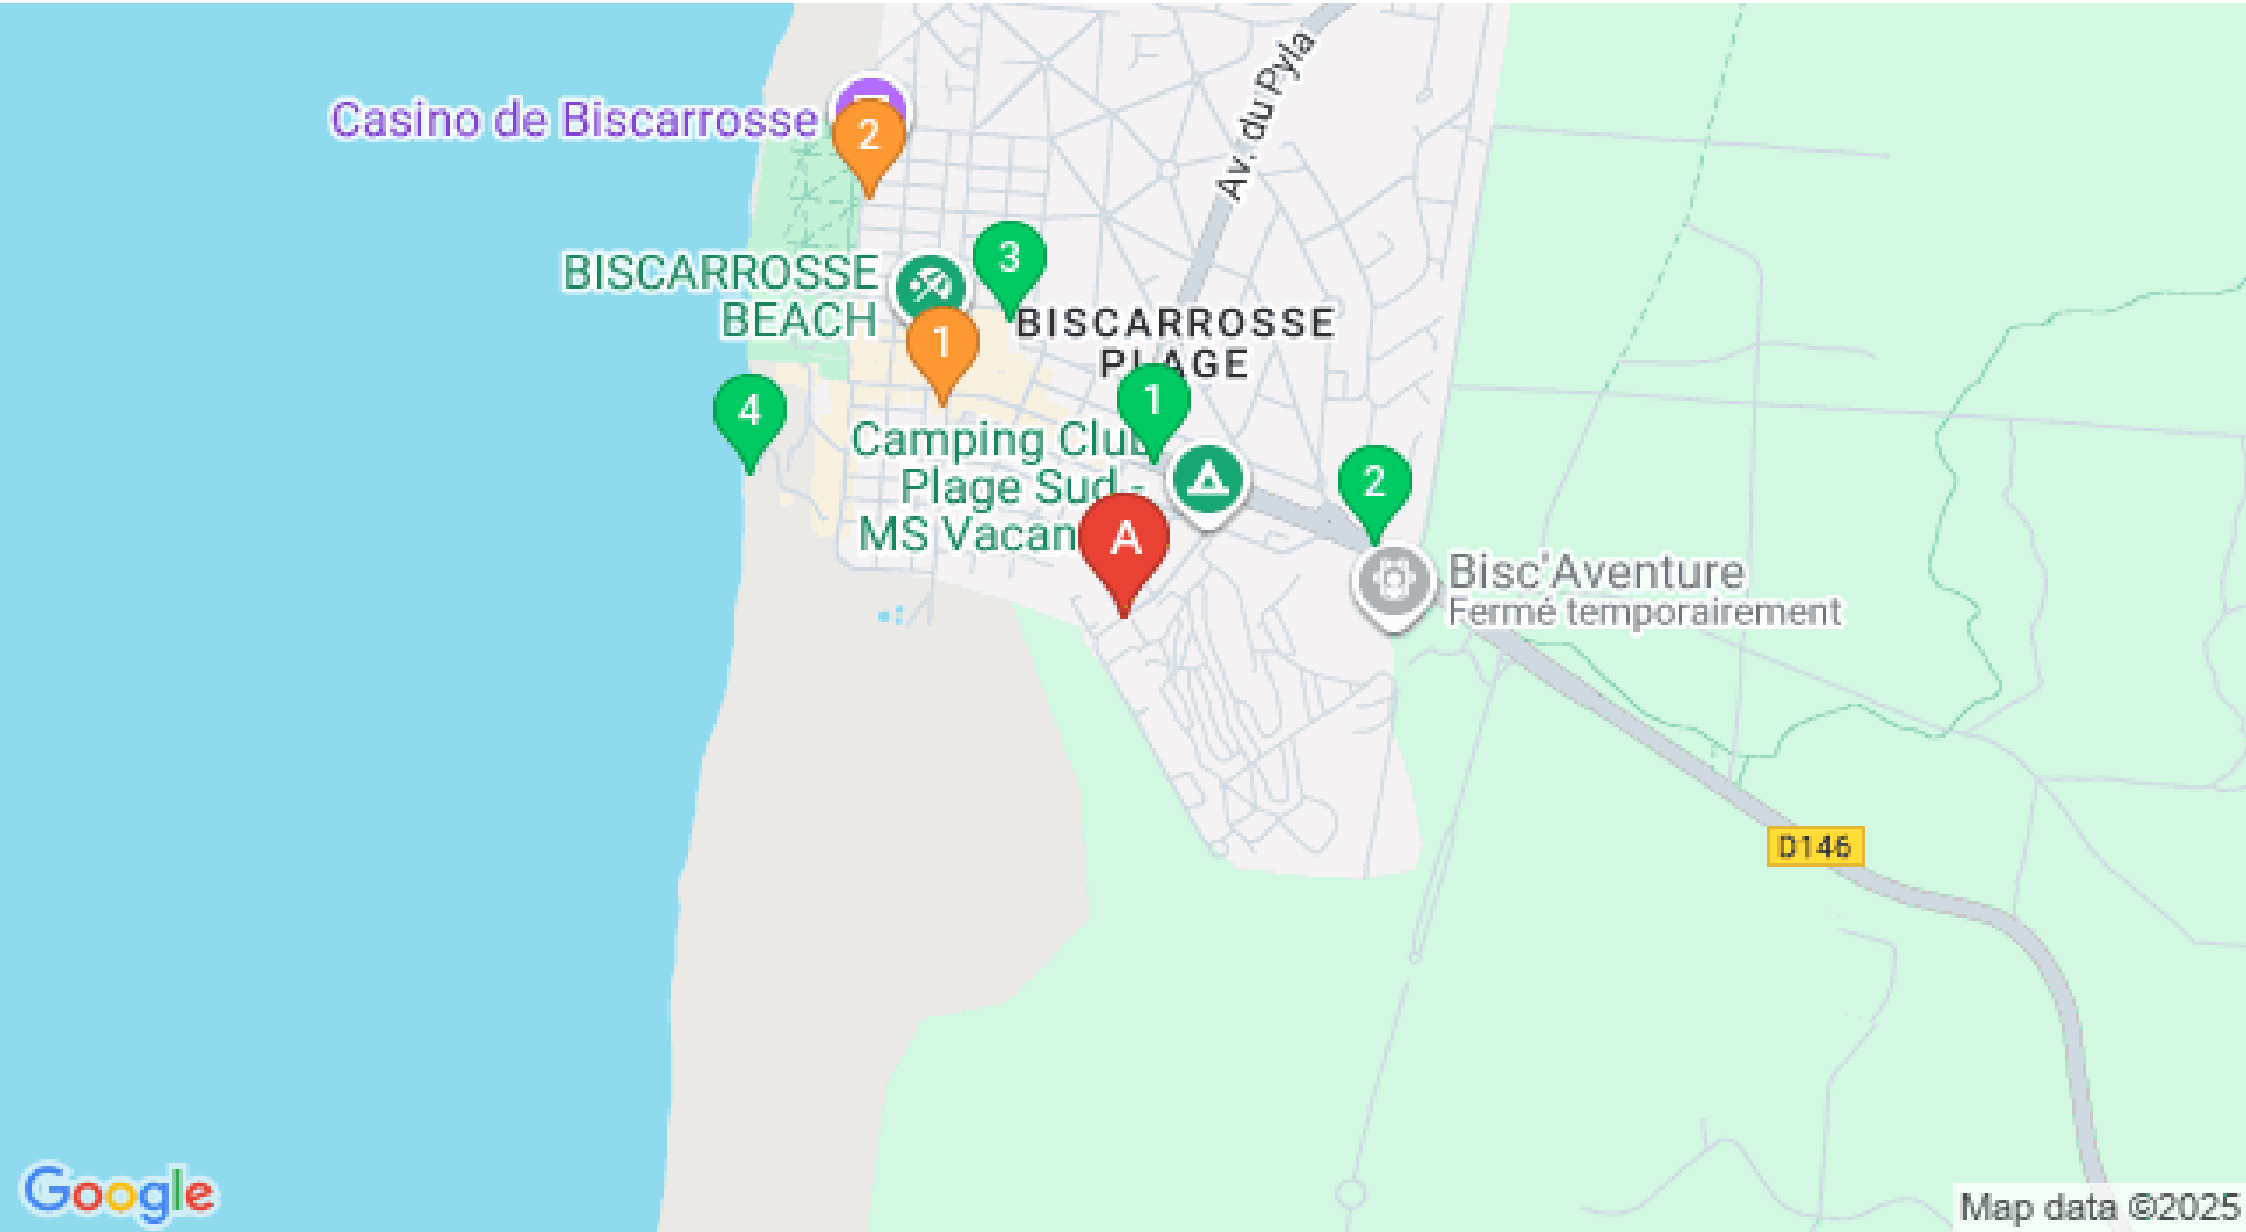 Av. du Pyla
Casino de Biscarrosse
2
3
BISCARROSSE
BEACH
1
BISCARROSSE
PLAGE
4
1
Camping Club
Plage Sud -
MS Vacan
2
A
Bisc'Aventure
Fermé temporairement
D146
Google
Map data ©2025